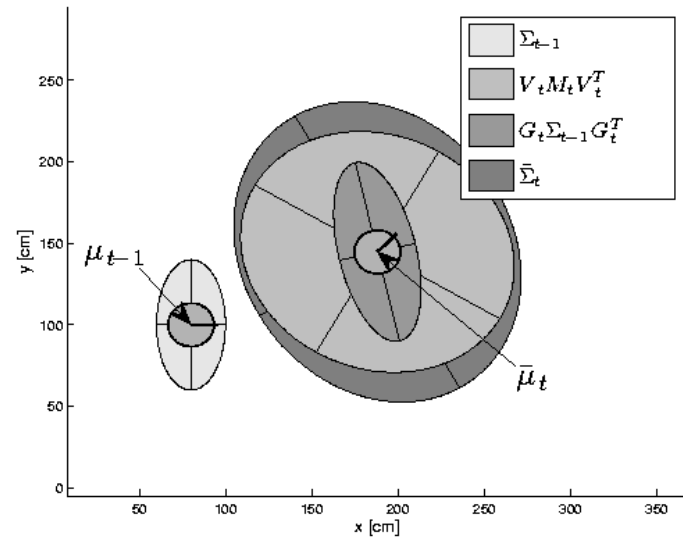 Σ_{t−1}
V_t M_t V_t^T
G_t Σ_{t−1} G_t^T
Σ̄_t
250
200
150
100
50
0
y [cm]
μ_{t−1}
μ̄_t
50
100
150
200
250
300
350
x [cm]